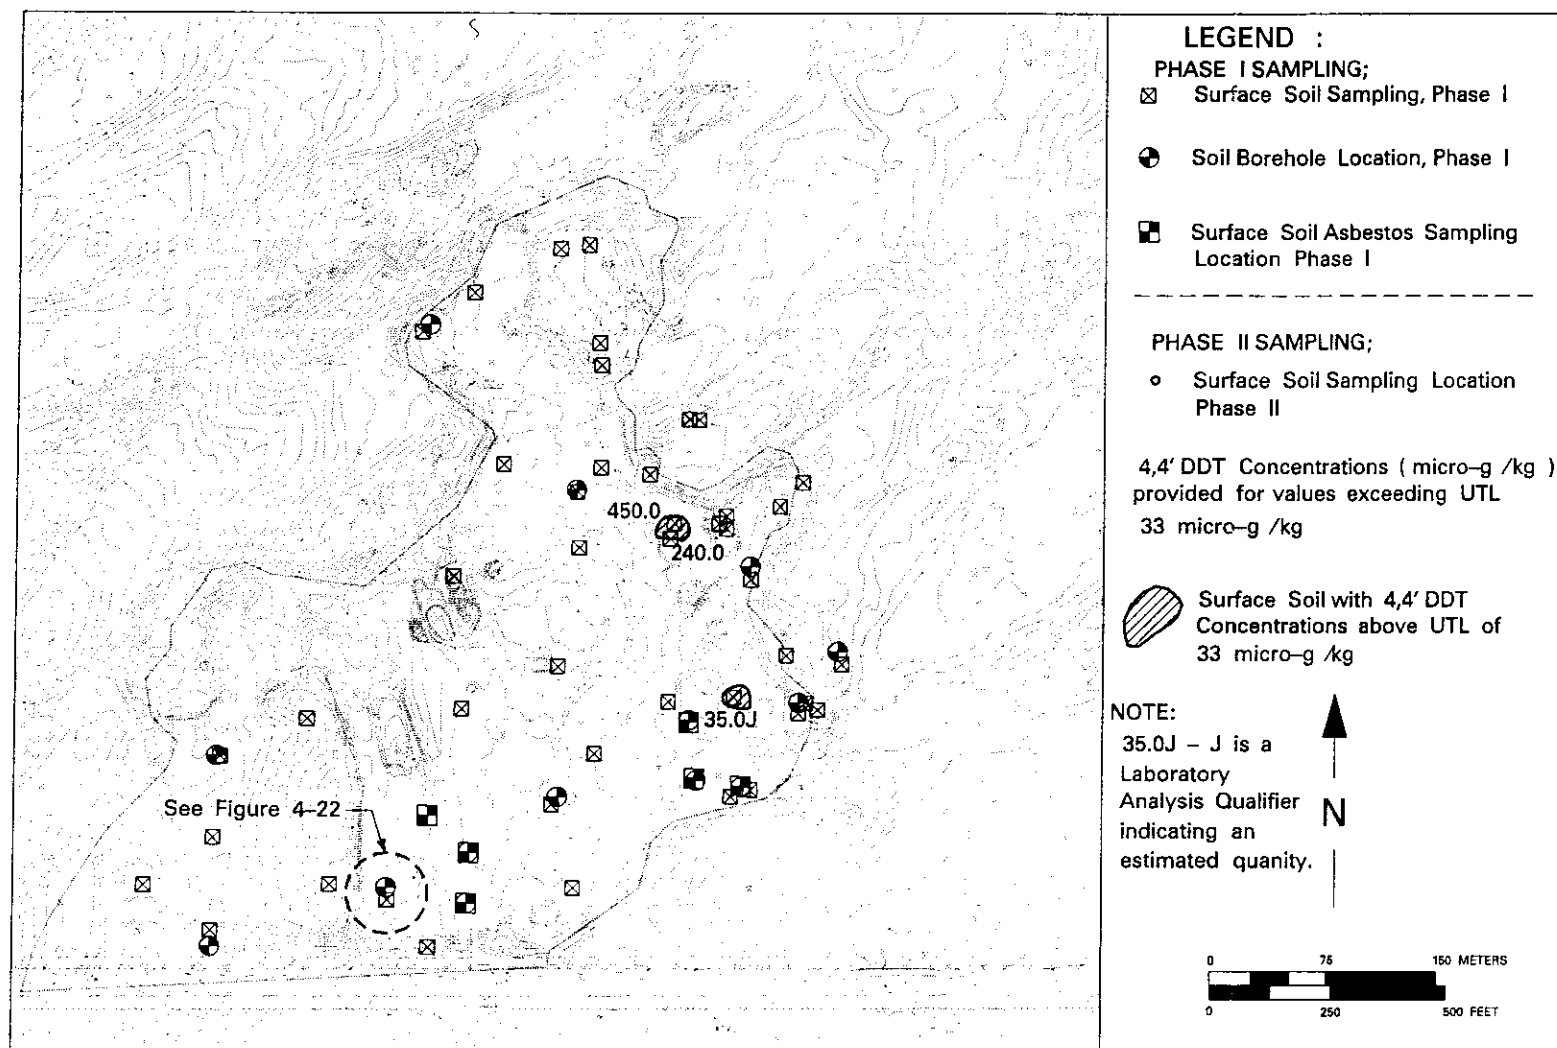 450.0
240.0
35.0J
See Figure 4-22
LEGEND :
PHASE I SAMPLING;
Surface Soil Sampling, Phase I
Soil Borehole Location, Phase I
Surface Soil Asbestos Sampling
Location Phase I
PHASE II SAMPLING;
Surface Soil Sampling Location
Phase II
4,4' DDT Concentrations ( micro-g /kg )
provided for values exceeding UTL
33 micro-g /kg
Surface Soil with 4,4' DDT
Concentrations above UTL of
33 micro-g /kg
NOTE:
35.0J - J is a
Laboratory
Analysis Qualifier
indicating an
estimated quanity.
N
0 75 150 METERS
0 250 500 FEET